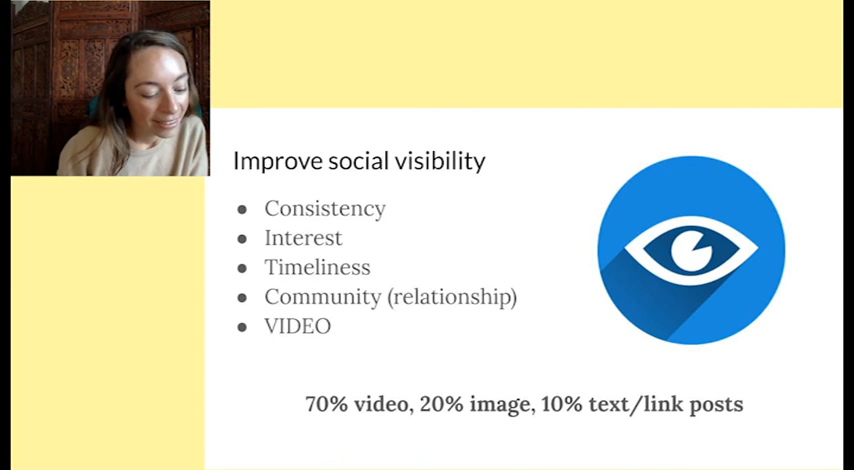 Improve social visibility
● Consistency
● Interest
● Timeliness
● Community (relationship)
● VIDEO
70% video, 20% image, 10% text/link posts